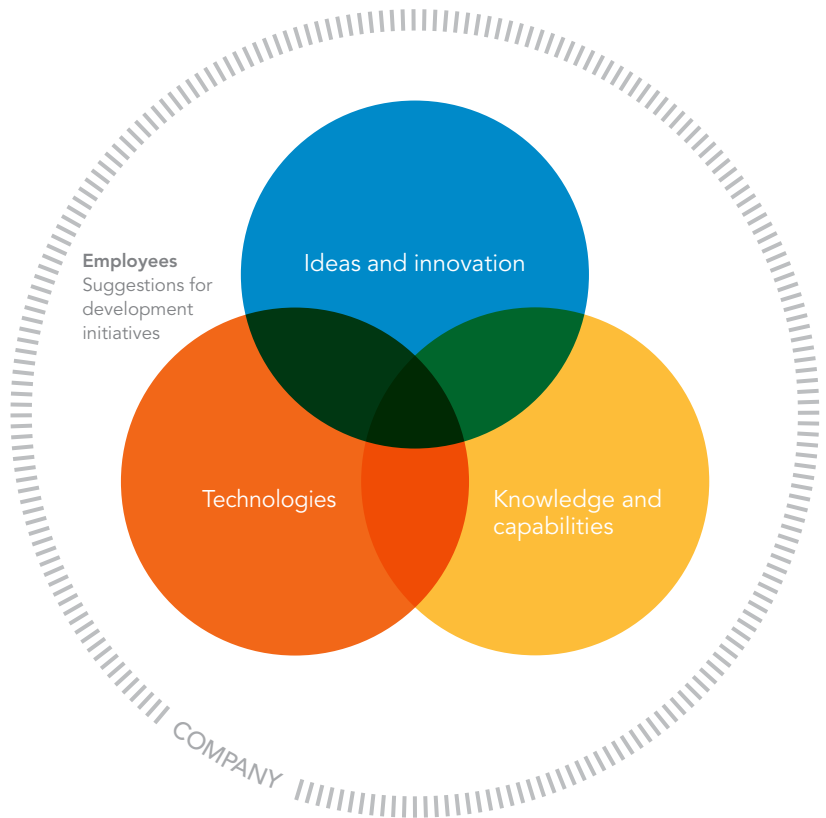 Ideas and innovation
Employees
Suggestions for
development
initiatives
Technologies
Knowledge and
capabilities
COMPANY